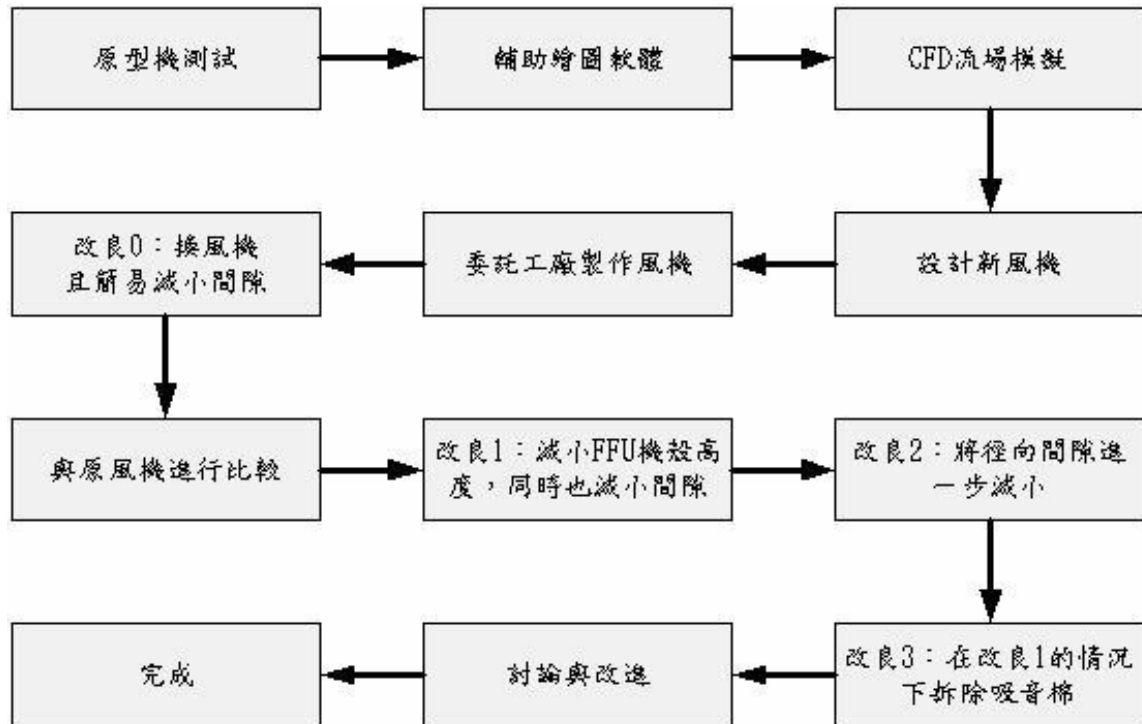 原型機測試
輔助繪圖軟體
CFD流場模擬
設計新風機
委託工廠製作風機
改良0：換風機
且簡易減小間隙
與原風機進行比較
改良1：減小FFU機殼高
度，同時也減小間隙
改良2：將徑向間隙進
一步減小
改良3：在改良1的情況
下拆除吸音棉
討論與改進
完成